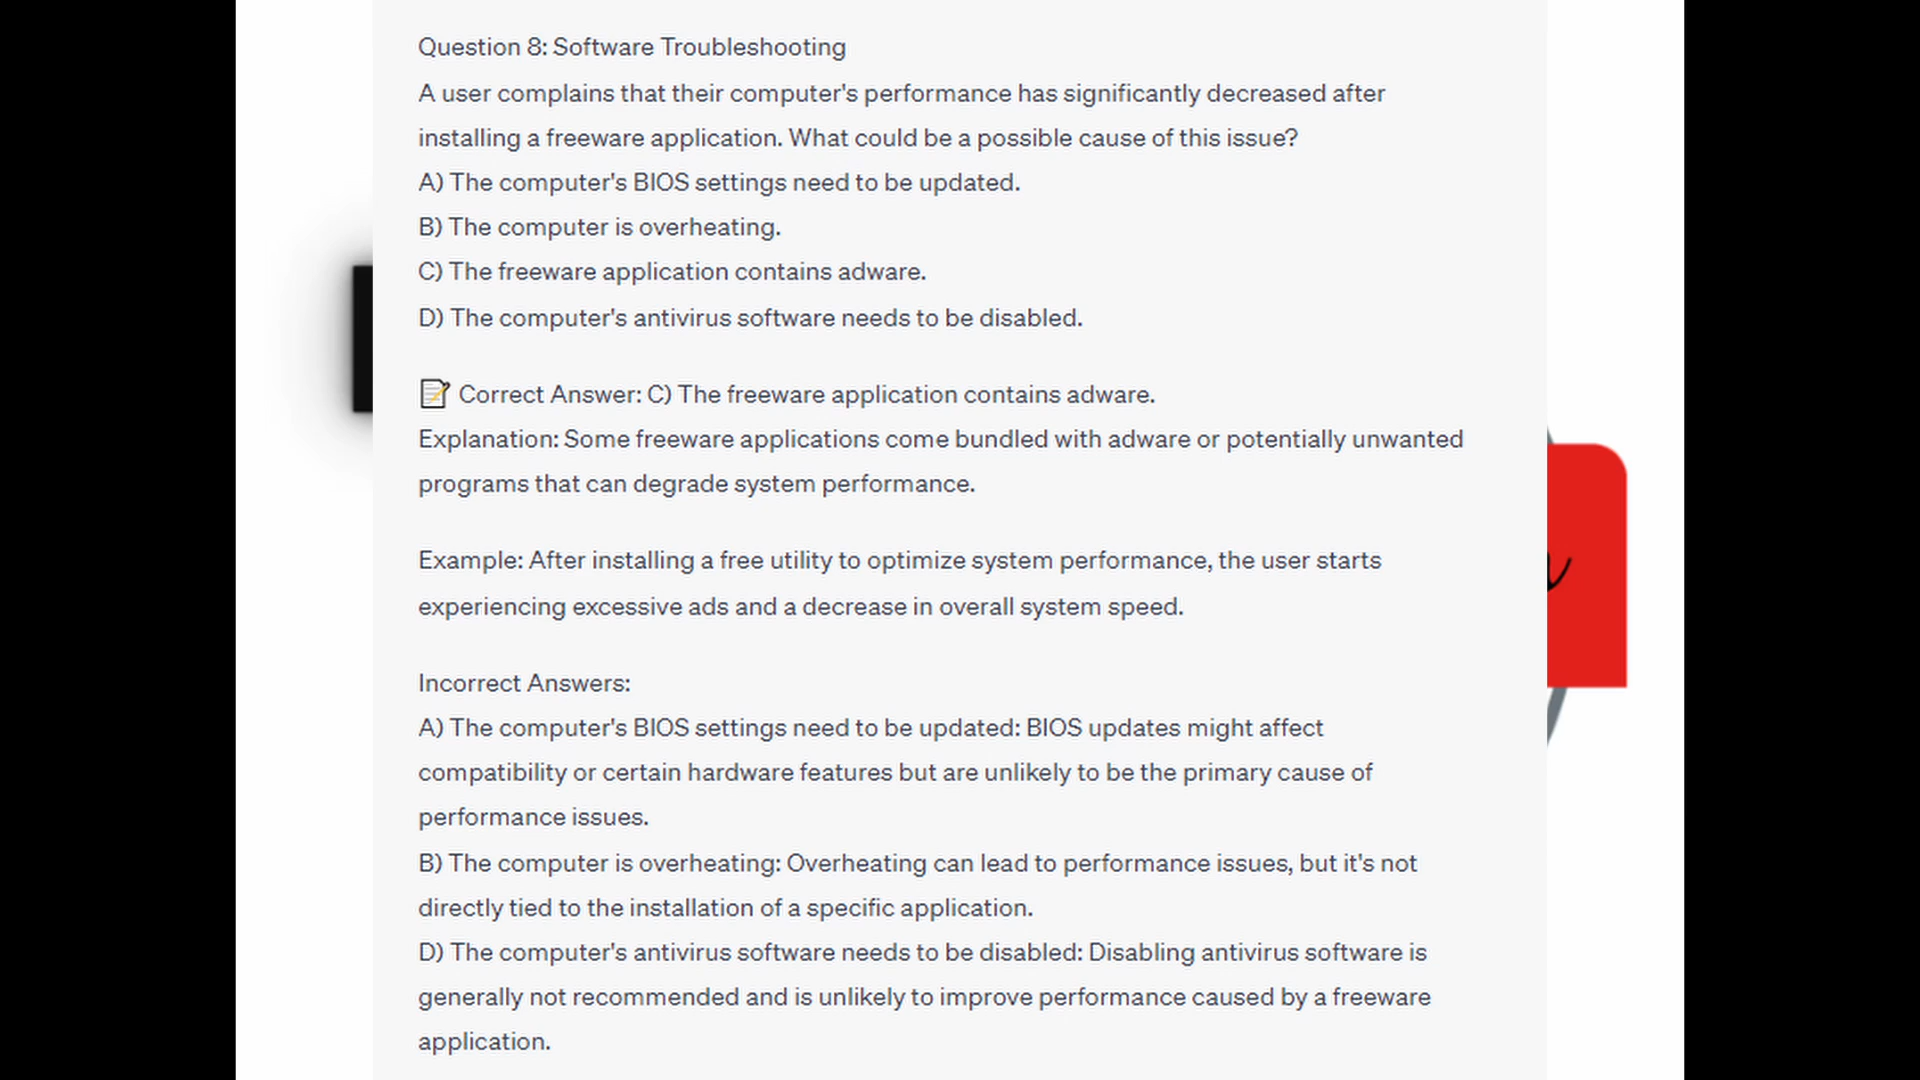 Question 8: Software Troubleshooting
A user complains that their computer's performance has significantly decreased after
installing a freeware application. What could be a possible cause of this issue?
A) The computer's BIOS settings need to be updated.
B) The computer is overheating.
C) The freeware application contains adware.
D) The computer's antivirus software needs to be disabled.
📝 Correct Answer: C) The freeware application contains adware.
Explanation: Some freeware applications come bundled with adware or potentially unwanted
programs that can degrade system performance.
Example: After installing a free utility to optimize system performance, the user starts
experiencing excessive ads and a decrease in overall system speed.
Incorrect Answers:
A) The computer's BIOS settings need to be updated: BIOS updates might affect
compatibility or certain hardware features but are unlikely to be the primary cause of
performance issues.
B) The computer is overheating: Overheating can lead to performance issues, but it's not
directly tied to the installation of a specific application.
D) The computer's antivirus software needs to be disabled: Disabling antivirus software is
generally not recommended and is unlikely to improve performance caused by a freeware
application.